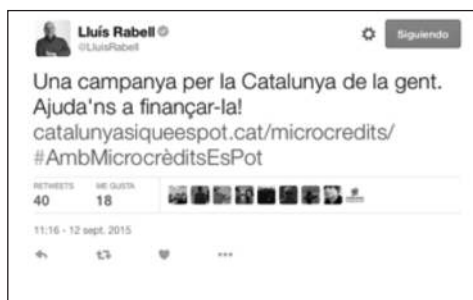 Lluís Rabell
@LluisRabell
Siguiendo
Una campanya per la Catalunya de la gent.
Ajuda'ns a finançar-la!
catalunyasiqueespot.cat/microcredits/
#AmbMicrocrèditsEsPot
RETWEETS ME GUSTA
40 18
11:16 - 12 sept. 2015